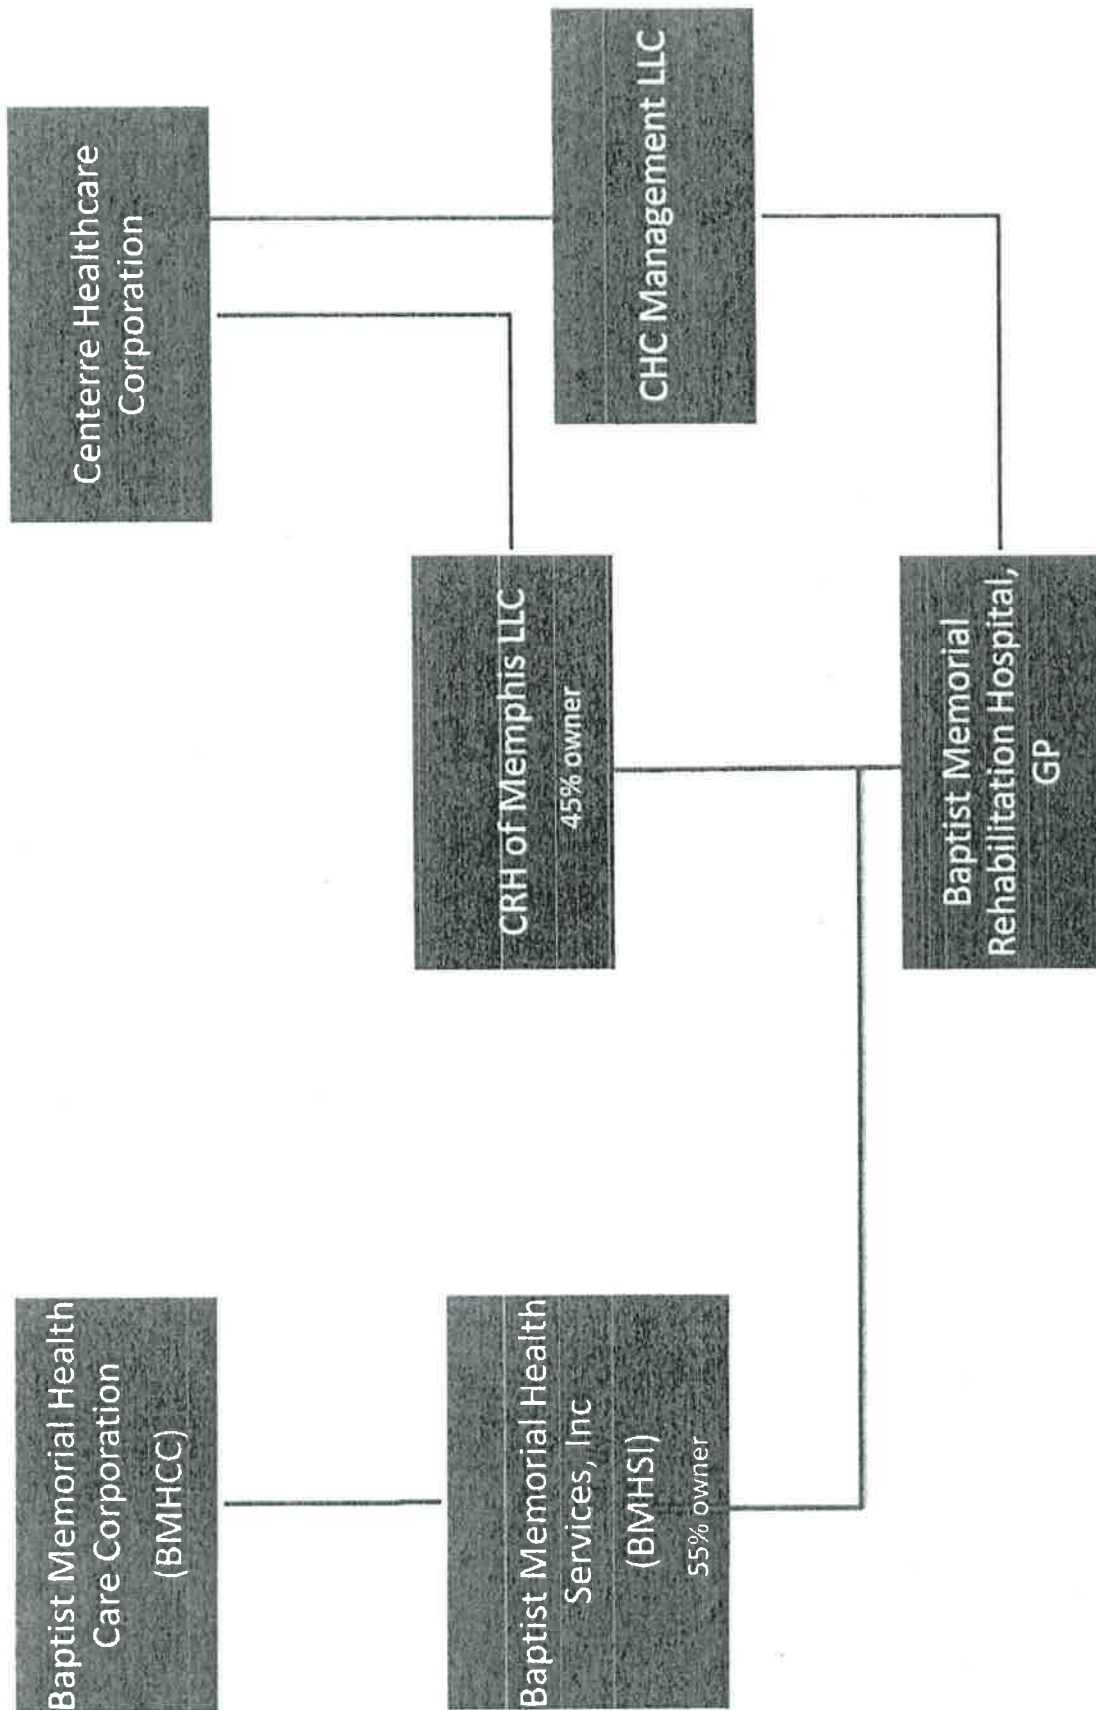 Baptist Memorial Health
Care Corporation
(BMHCC)
Centerre Healthcare
Corporation
Baptist Memorial Health
Services, Inc
(BMHSI)
55% owner
CRH of Memphis LLC
45% owner
CHC Management LLC
Baptist Memorial
Rehabilitation Hospital,
GP